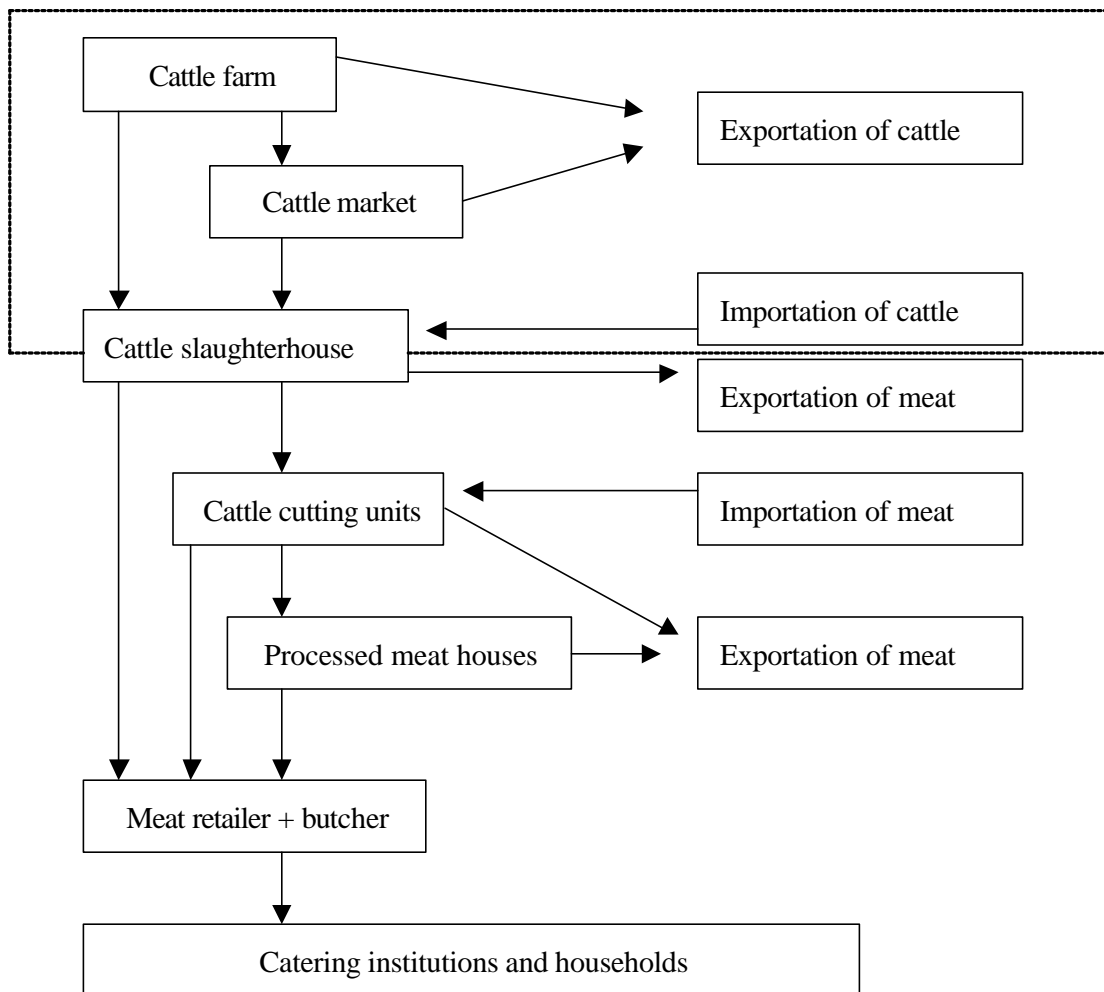 Cattle farm
Exportation of cattle
Cattle market
Importation of cattle
Cattle slaughterhouse
Exportation of meat
Cattle cutting units
Importation of meat
Processed meat houses
Exportation of meat
Meat retailer + butcher
Catering institutions and households